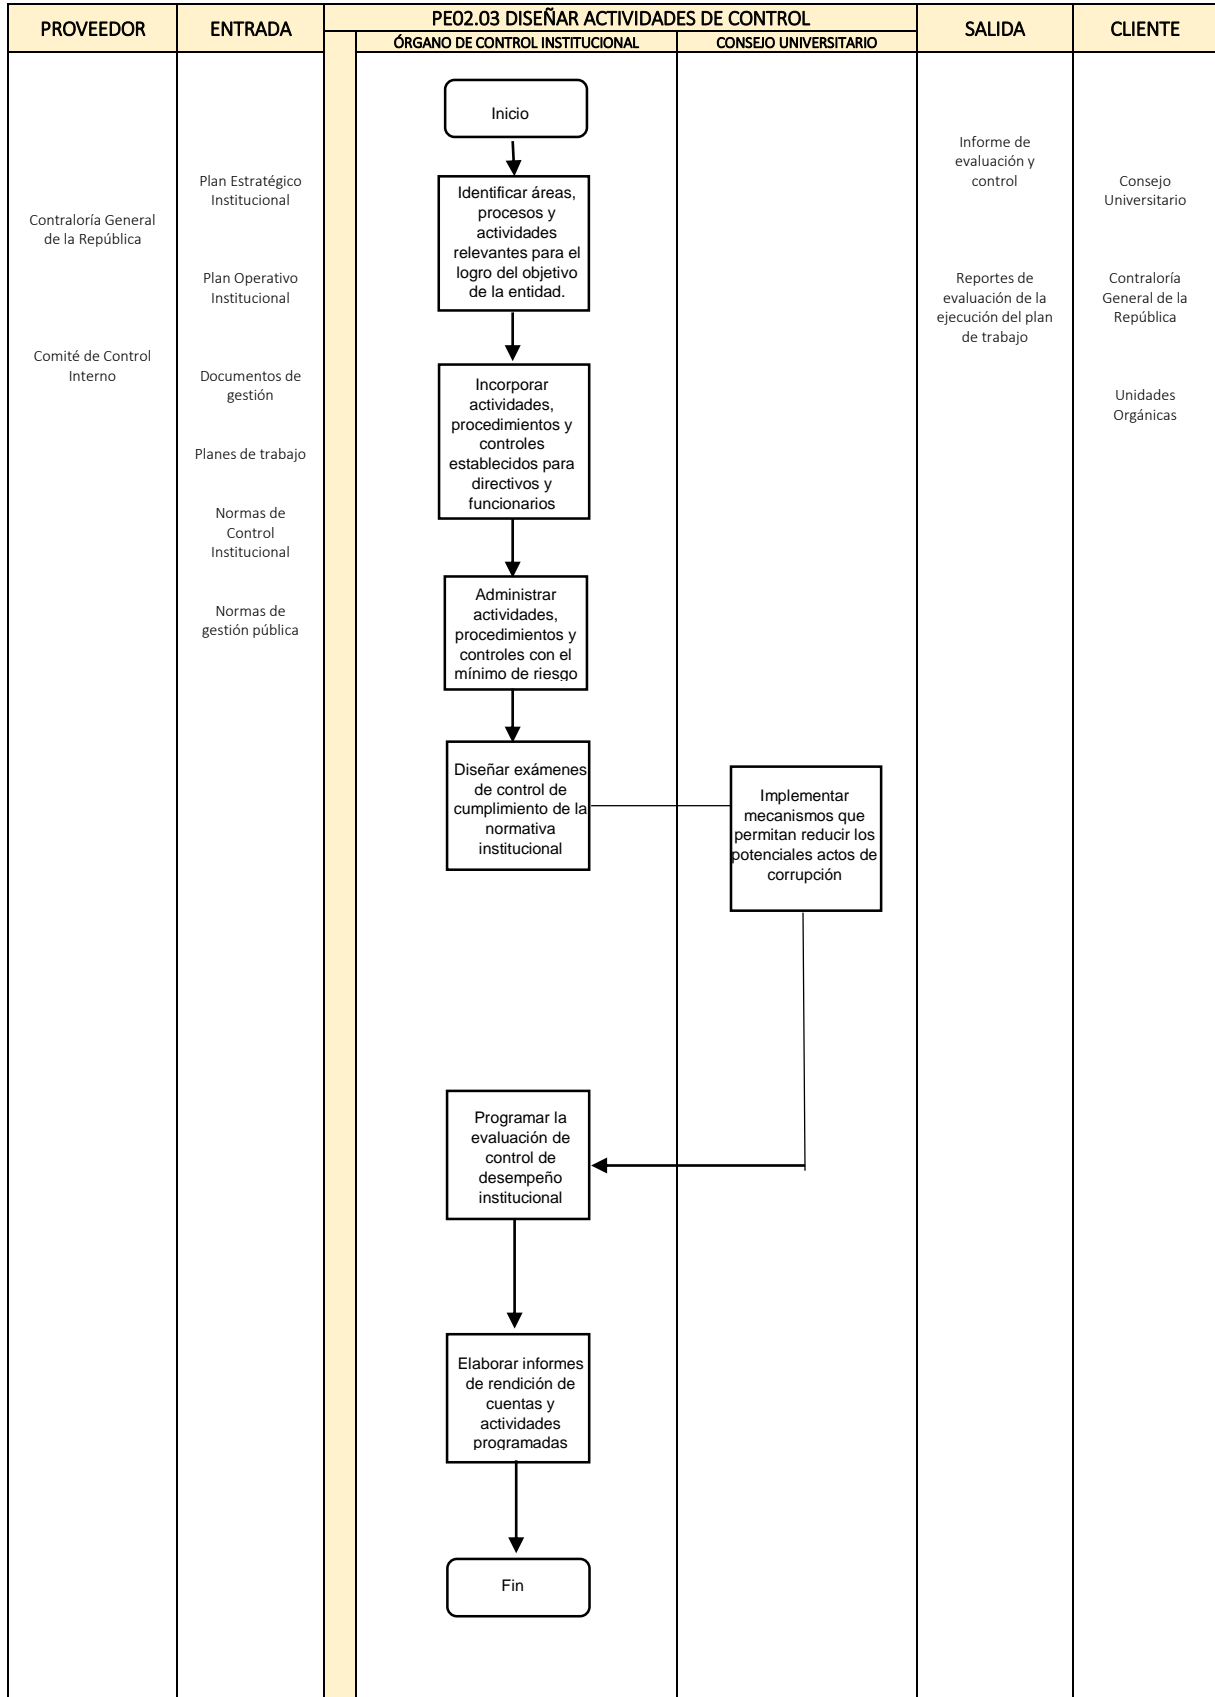 PROVEEDOR
ENTRADA
PE02.03 DISEÑAR ACTIVIDADES DE CONTROL
ÓRGANO DE CONTROL INSTITUCIONAL
CONSEJO UNIVERSITARIO
SALIDA
CLIENTE
Contraloría General
de la República
Comité de Control
Interno
Plan Estratégico
Institucional
Plan Operativo
Institucional
Documentos de
gestión
Planes de trabajo
Normas de
Control
Institucional
Normas de
gestión pública
Inicio
Identificar áreas,
procesos y
actividades
relevantes para el
logro del objetivo
de la entidad.
Incorporar
actividades,
procedimientos y
controles
establecidos para
directivos y
funcionarios
Administrar
actividades,
procedimientos y
controles con el
mínimo de riesgo
Diseñar exámenes
de control de
cumplimiento de la
normativa
institucional
Implementar
mecanismos que
permitan reducir los
potenciales actos de
corrupción
Programar la
evaluación de
control de
desempeño
institucional
Elaborar informes
de rendición de
cuentas y
actividades
programadas
Fin
Informe de
evaluación y
control
Reportes de
evaluación de la
ejecución del plan
de trabajo
Consejo
Universitario
Contraloría
General de la
República
Unidades
Orgánicas